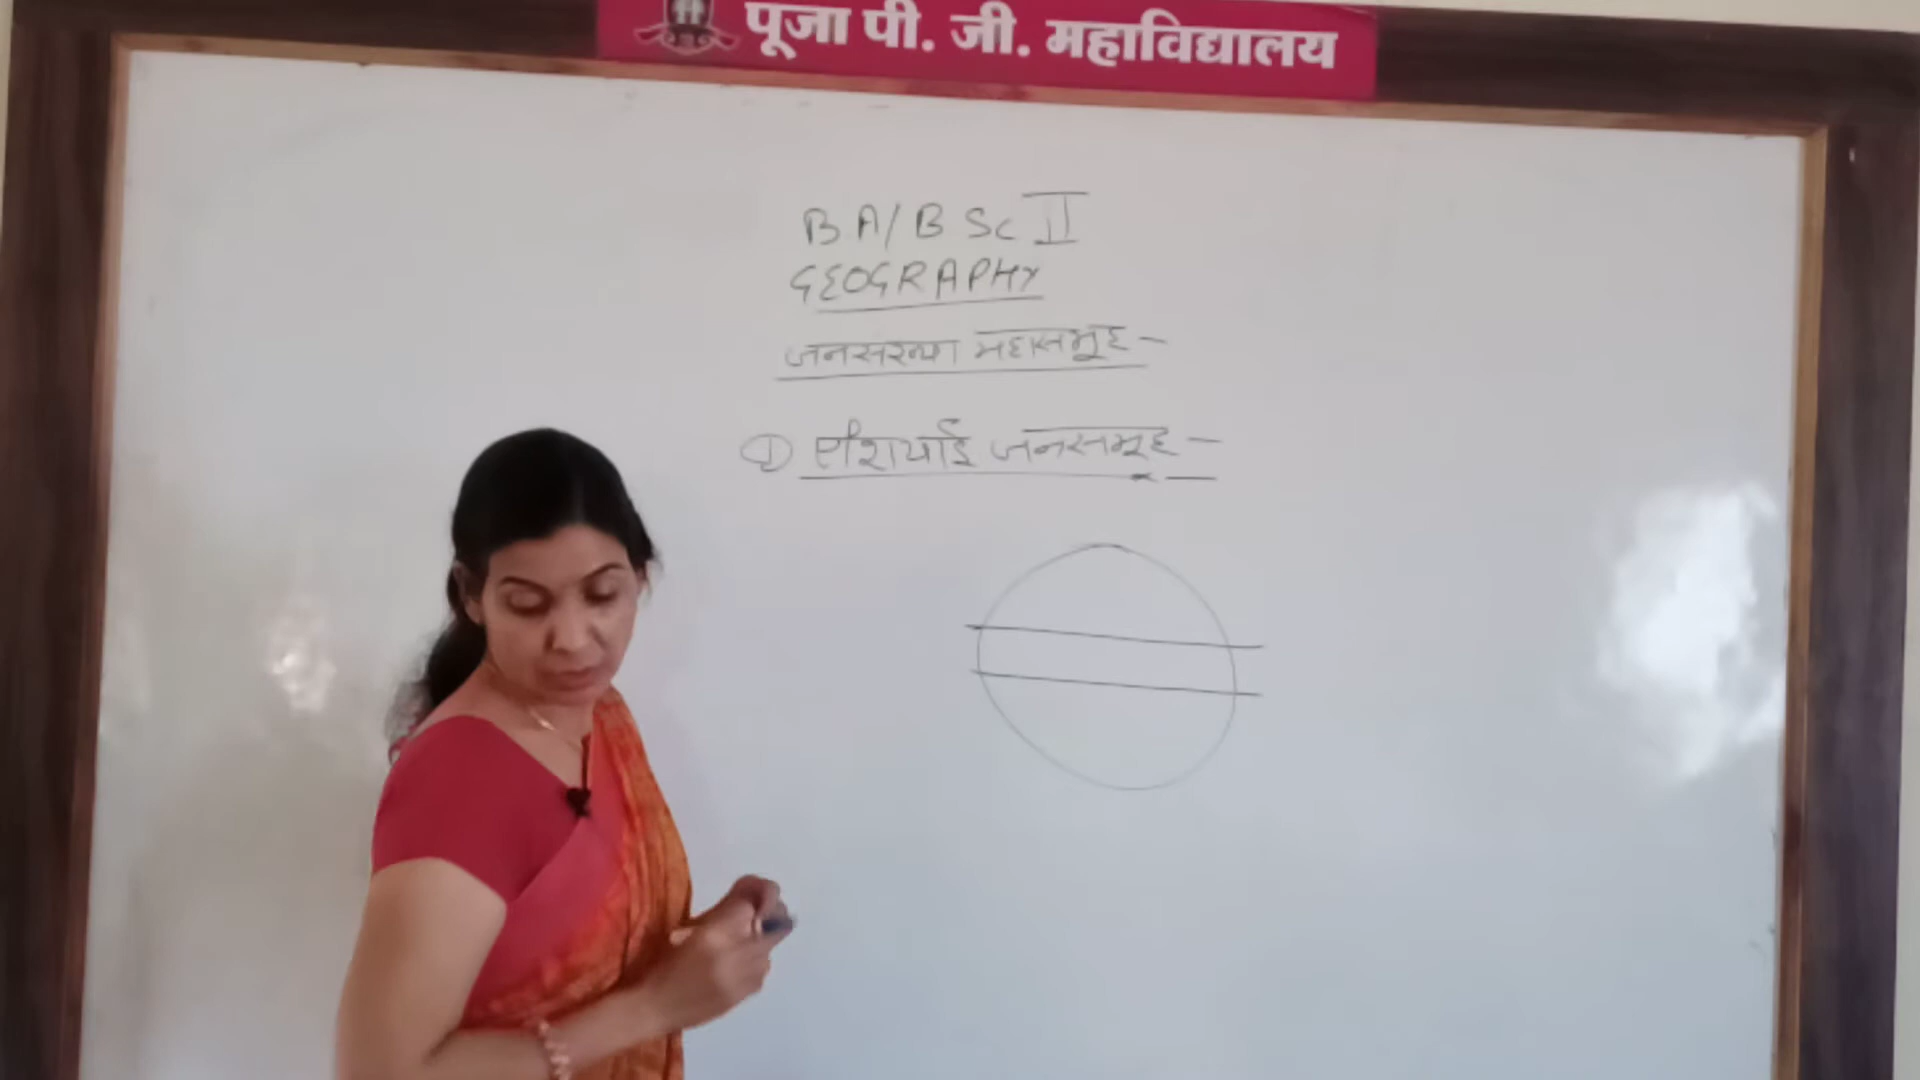 पूजा पी. जी. महाविद्यालय
B.A/B Sc II
GEOGRAPHY
जनसंख्या महासमूह -
① एशियाई जनसमूह -